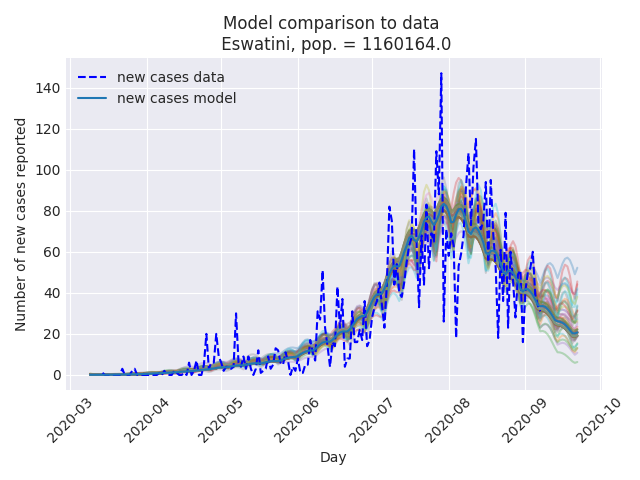 Model comparison to data
Eswatini, pop. = 1160164.0
new cases data
new cases model
Number of new cases reported
140
120
100
80
60
40
20
0
2020-03
2020-04
2020-05
2020-06
2020-07
2020-08
2020-09
2020-10
Day